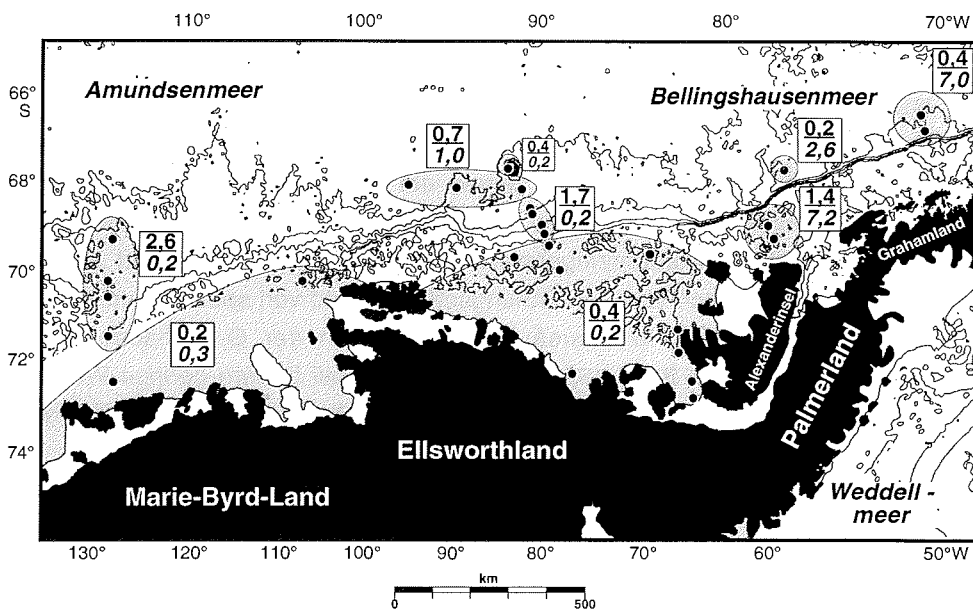 110° 100° 90° 80° 70°W
66°
S
68°
70°
72°
74°
Amundsenmeer
Bellingshausenmeer
0,4
7,0
0,7
1,0
0,4
0,2
0,2
2,6
1,7
0,2
1,4
7,2
2,6
0,2
0,2
0,3
0,4
0,2
Grahamland
Alexanderinsel
Palmerland
Ellsworthland
Marie-Byrd-Land
Weddell -
meer
130° 120° 110° 100° 90° 80° 70° 60° 50°W
km
0 500